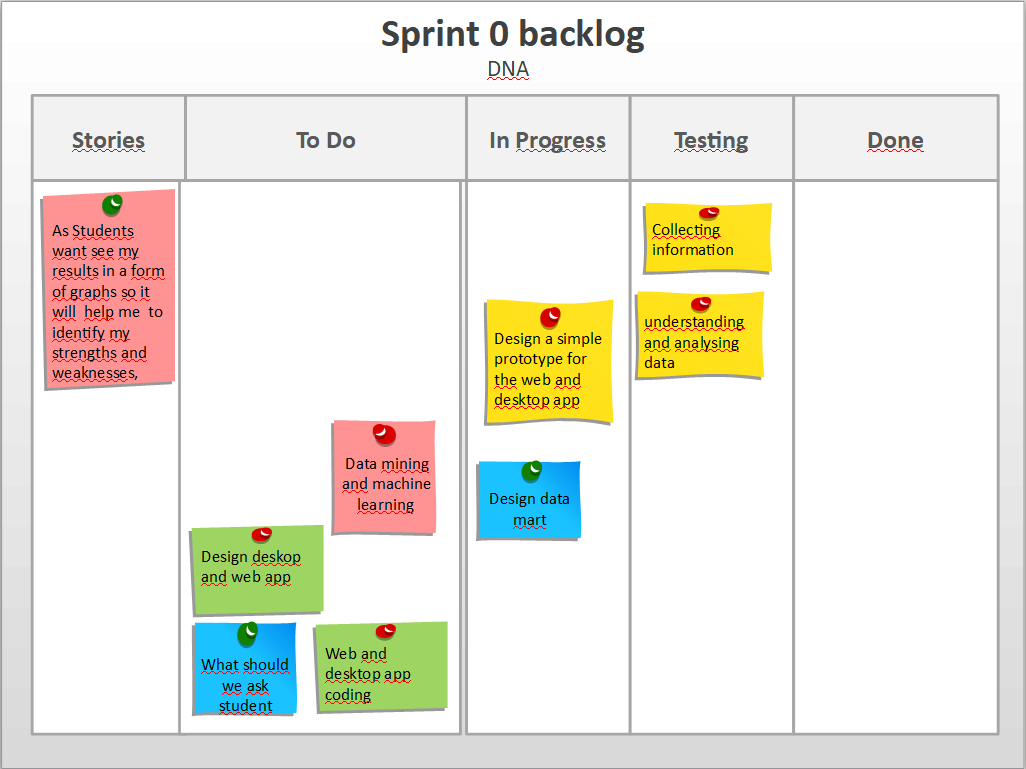 Sprint 0 backlog
DNA
Stories
To Do
In Progress
Testing
Done
As Students
want see my
results in a form
of graphs so it
will  help me  to
identify my
strengths and
weaknesses,
Data mining
and machine
learning
Design deskop
and web app
What should
we ask
student
Web and
desktop app
coding
Design a simple
prototype for
the web and
desktop app
Design data
mart
Collecting
information
understanding
and analysing
data